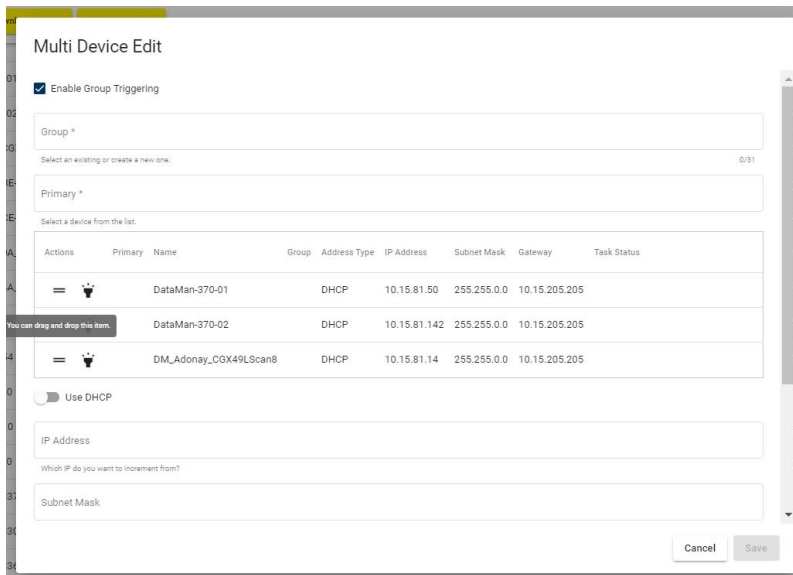 Multi Device Edit
Enable Group Triggering
Group *
Select an existing or create a new one. 0/31
Primary *
Select a device from the list.
Actions Primary Name Group Address Type IP Address Subnet Mask Gateway Task Status
DataMan-370-01 DHCP 10.15.81.50 255.255.0.0 10.15.205.205
You can drag and drop this item. DataMan-370-02 DHCP 10.15.81.142 255.255.0.0 10.15.205.205
DM_Adonay_CGX49LScan8 DHCP 10.15.81.14 255.255.0.0 10.15.205.205
Use DHCP
IP Address
Which IP do you want to increment from?
Subnet Mask
Cancel Save